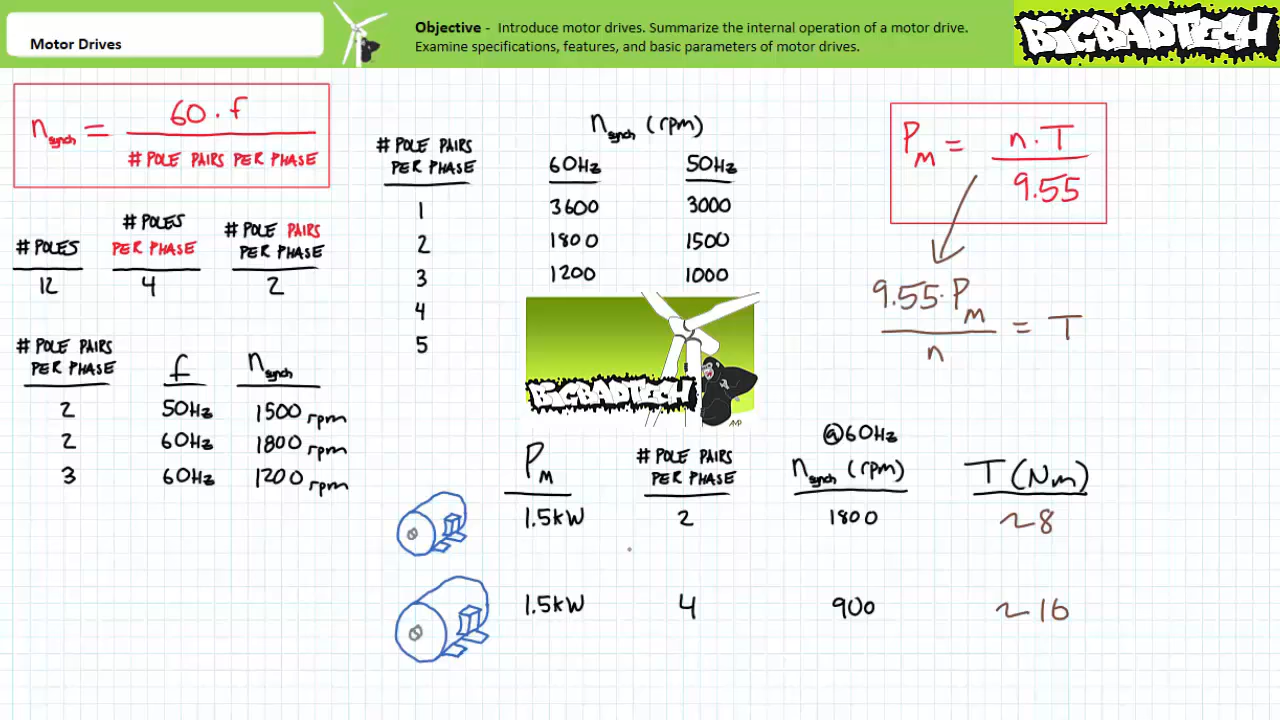 Motor Drives
Objective - Introduce motor drives. Summarize the internal operation of a motor drive.
Examine specifications, features, and basic parameters of motor drives.
BIGBADTECH
n synch = 60 · f
# POLE PAIRS PER PHASE
# POLES
# POLES PER PHASE
# POLE PAIRS PER PHASE
12 4 2
# POLE PAIRS PER PHASE
f
n synch
2 50Hz 1500 rpm
2 60Hz 1800 rpm
3 60Hz 1200 rpm
# POLE PAIRS
PER PHASE
n synch (rpm)
60Hz 50Hz
1 3600 3000
2 1800 1500
3 1200 1000
4
5
BIGBADTECH
AMP
P M = n · T
9.55
9.55 · P M
n
= T
@60Hz
P M
# POLE PAIRS
PER PHASE
n synch (rpm)
T (Nm)
1.5kW 2 1800 ~8
1.5kW 4 900 ~16